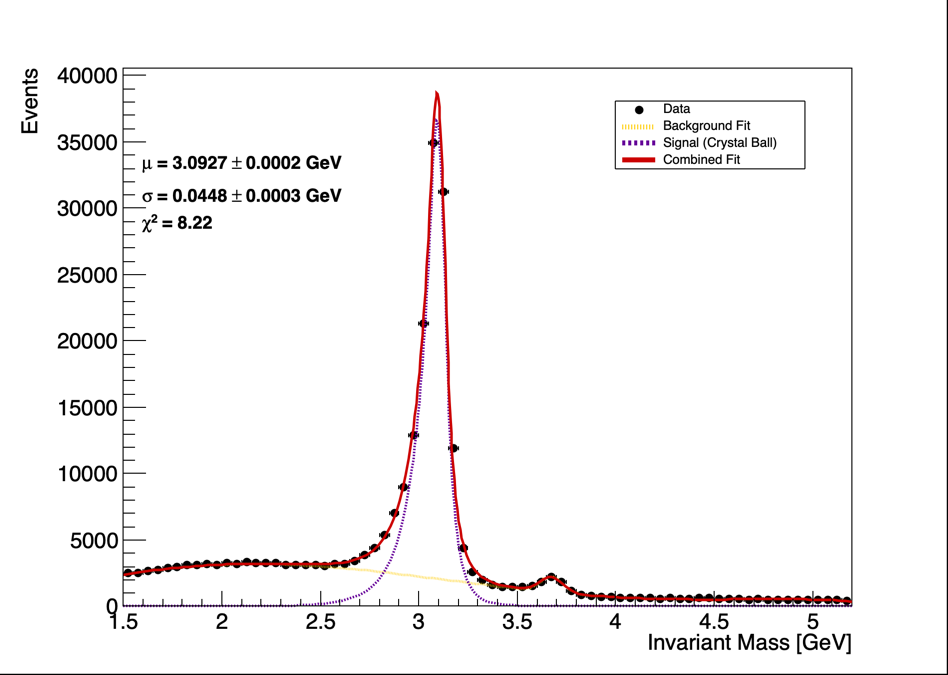 Events
40000
35000
30000
25000
20000
15000
10000
5000
0
μ = 3.0927 ± 0.0002 GeV
σ = 0.0448 ± 0.0003 GeV
χ² = 8.22
Data
Background Fit
Signal (Crystal Ball)
Combined Fit
1.5 2 2.5 3 3.5 4 4.5 5
Invariant Mass [GeV]